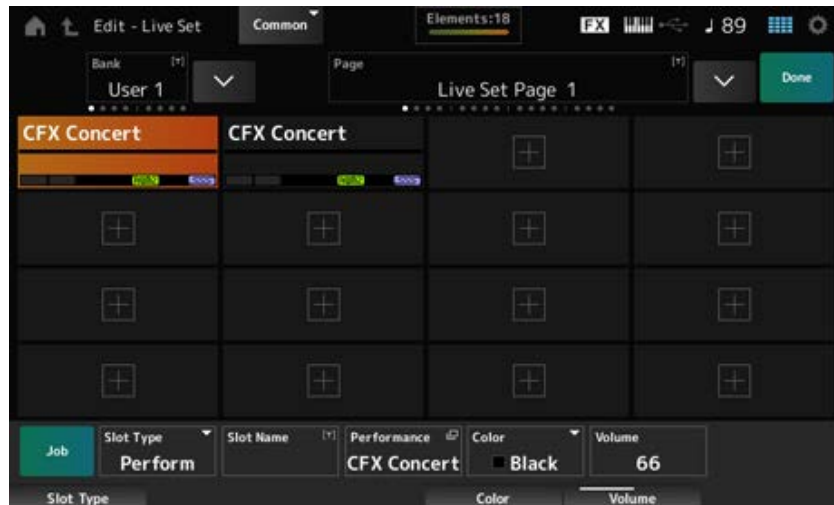 Edit - Live Set
Common
Elements:18
FX
♩ 89
Bank
User 1
Page
Live Set Page 1
Done
CFX Concert
CFX Concert
Job
Slot Type
Perform
Slot Name
Performance
CFX Concert
Color
Black
Volume
66
Slot Type
Color
Volume